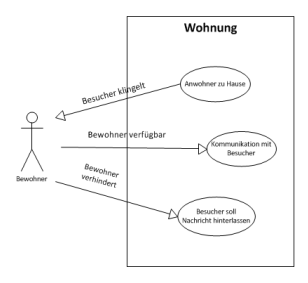 Wohnung
Besucher klingelt
Anwohner zu Hause
Bewohner verfügbar
Kommunikation mit
Besucher
Bewohner
Bewohner
verhindert
Besucher soll
Nachricht hinterlassen